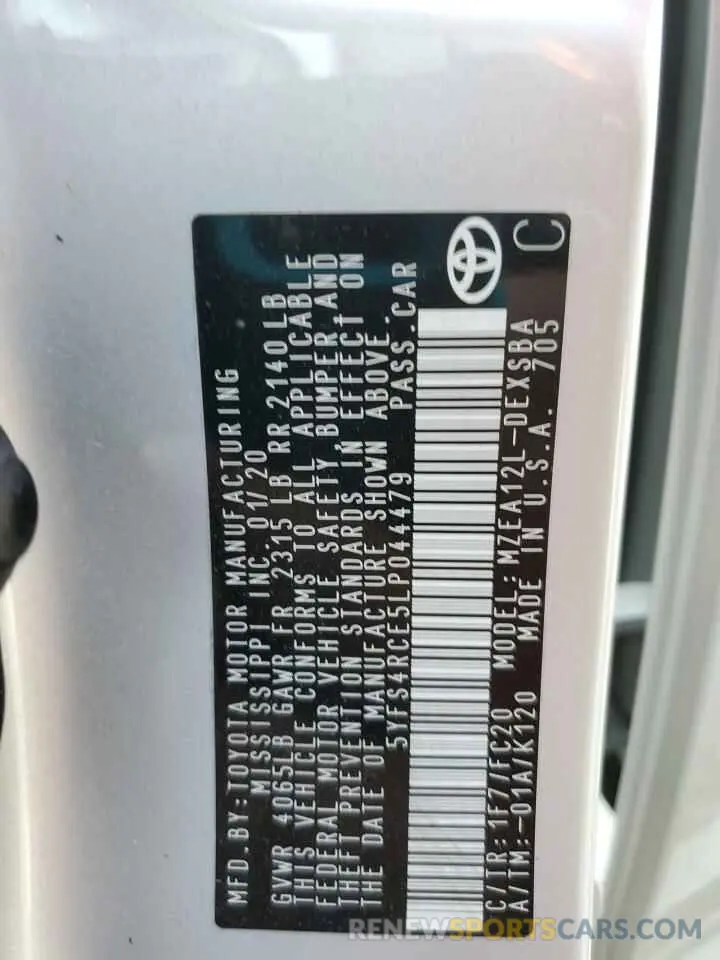 MFD.BY:TOYOTA MOTOR MANUFACTURING
MISSISSIPPI INC 01/20
GVWR 4065LB GAWR FR 2315 LB RR 2140LB
THIS VEHICLE CONFORMS TO ALL APPLICABLE
FEDERAL MOTOR VEHICLE SAFETY, BUMPER AND
THEFT PREVENTION STANDARDS IN EFFECT ON
THE DATE OF MANUFACTURE SHOWN ABOVE.
5YFS4RCE5LP044479 PASS.CAR
C/TR:1F7/FC20 MODEL:MZEA12L-DEXSBA
A/TM:-01A/K120 MADE IN U.S.A. 705
C
RENEWSPORTSCARS.COM